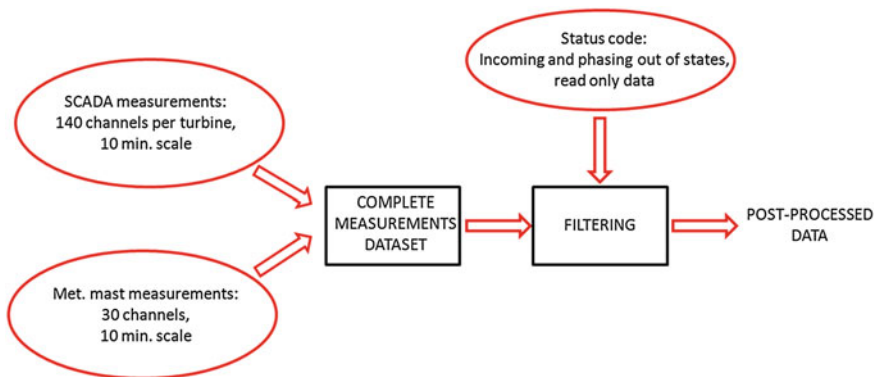 SCADA measurements:
140 channels per turbine,
10 min. scale
Met. mast measurements:
30 channels,
10 min. scale
COMPLETE
MEASUREMENTS
DATASET
Status code:
Incoming and phasing out of states,
read only data
FILTERING
POST-PROCESSED
DATA